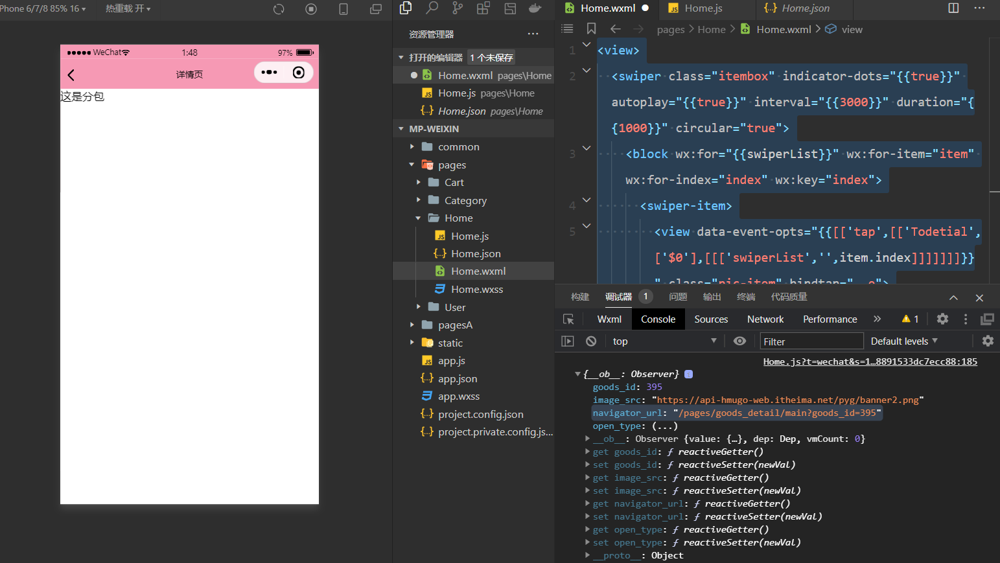 Phone 6/7/8 85% 16
热重载 开
WeChat
1:48
97%
详情页
这是分包
资源管理器
打开的编辑器
1 个未保存
Home.wxml pages\Home
Home.js pages\Home
Home.json pages\Home
MP-WEIXIN
common
pages
Cart
Category
Home
Home.js
Home.json
Home.wxml
Home.wxss
User
pagesA
static
app.js
app.json
app.wxss
project.config.json
project.private.config.js...
Home.wxml
Home.js
Home.json
pages > Home > Home.wxml > view
1 <view>
2 <swiper class="itembox" indicator-dots="{{true}}"
autoplay="{{true}}" interval="{{3000}}" duration="{
{1000}}" circular="true">
3 <block wx:for="{{swiperList}}" wx:for-item="item"
wx:for-index="index" wx:key="index">
4 <swiper-item>
5 <view data-event-opts="{{[['tap',[['Todetial',
['$0'],[[['swiperList','',item.index]]]]]]]}}
" class="pic-item" bindtap="__e">
构建
调试器
1
问题
输出
终端
代码质量
Wxml
Console
Sources
Network
Performance
1
top
Filter
Default levels
Home.js?t=wechat&s=1…8891533dc7ecc88:185
{__ob__: Observer}
goods_id: 395
image_src: "https://api-hmugo-web.itheima.net/pyg/banner2.png"
navigator_url: "/pages/goods_detail/main?goods_id=395"
open_type: (...)
__ob__: Observer {value: {…}, dep: Dep, vmCount: 0}
get goods_id: ƒ reactiveGetter()
set goods_id: ƒ reactiveSetter(newVal)
get image_src: ƒ reactiveGetter()
set image_src: ƒ reactiveSetter(newVal)
get navigator_url: ƒ reactiveGetter()
set navigator_url: ƒ reactiveSetter(newVal)
get open_type: ƒ reactiveGetter()
set open_type: ƒ reactiveSetter(newVal)
__proto__: Object